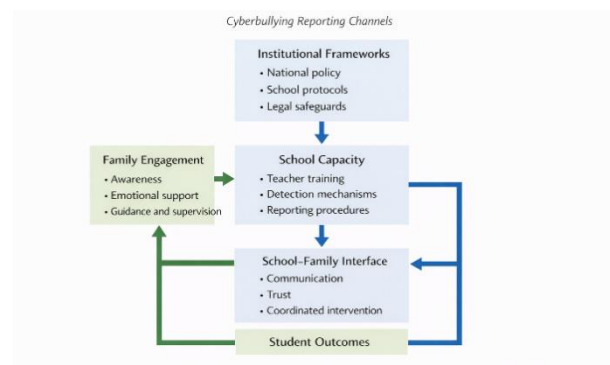 Cyberbullying Reporting Channels
Institutional Frameworks
• National policy
• School protocols
• Legal safeguards
Family Engagement
• Awareness
• Emotional support
• Guidance and supervision
School Capacity
• Teacher training
• Detection mechanisms
• Reporting procedures
School–Family Interface
• Communication
• Trust
• Coordinated intervention
Student Outcomes